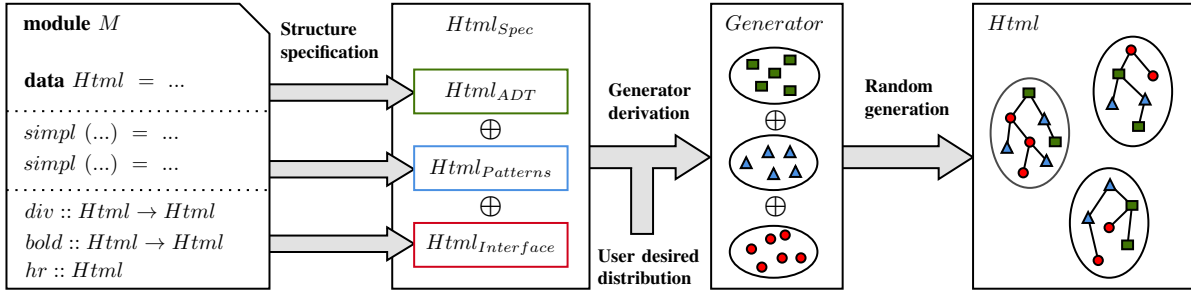 module M
data Html = ...
simpl (...) = ...
simpl (...) = ...
div :: Html → Html
bold :: Html → Html
hr :: Html
Structure
specification
Html_Spec
Html_ADT
⊕
Html_Patterns
⊕
Html_Interface
Generator
derivation
User desired
distribution
Generator
⊕
⊕
Random
generation
Html